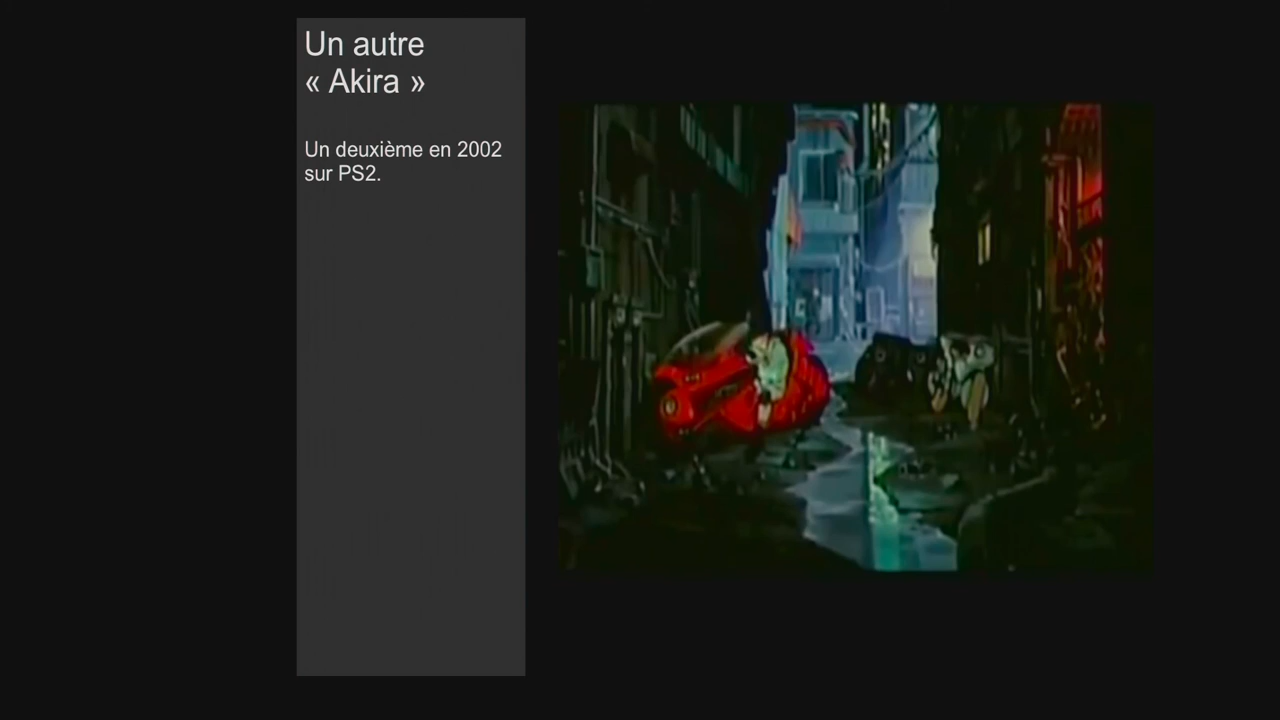 Un autre
« Akira »
Un deuxième en 2002
sur PS2.